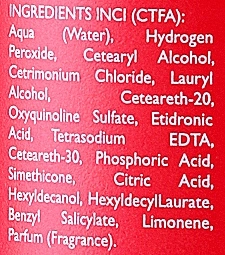 INGREDIENTS INCI (CTFA):
Aqua (Water), Hydrogen
Peroxide, Cetearyl Alcohol,
Cetrimonium Chloride, Lauryl
Alcohol, Ceteareth-20,
Oxyquinoline Sulfate, Etidronic
Acid, Tetrasodium EDTA,
Ceteareth-30, Phosphoric Acid,
Simethicone, Citric Acid,
Hexyldecanol, HexyldecylLaurate,
Benzyl Salicylate, Limonene,
Parfum (Fragrance).